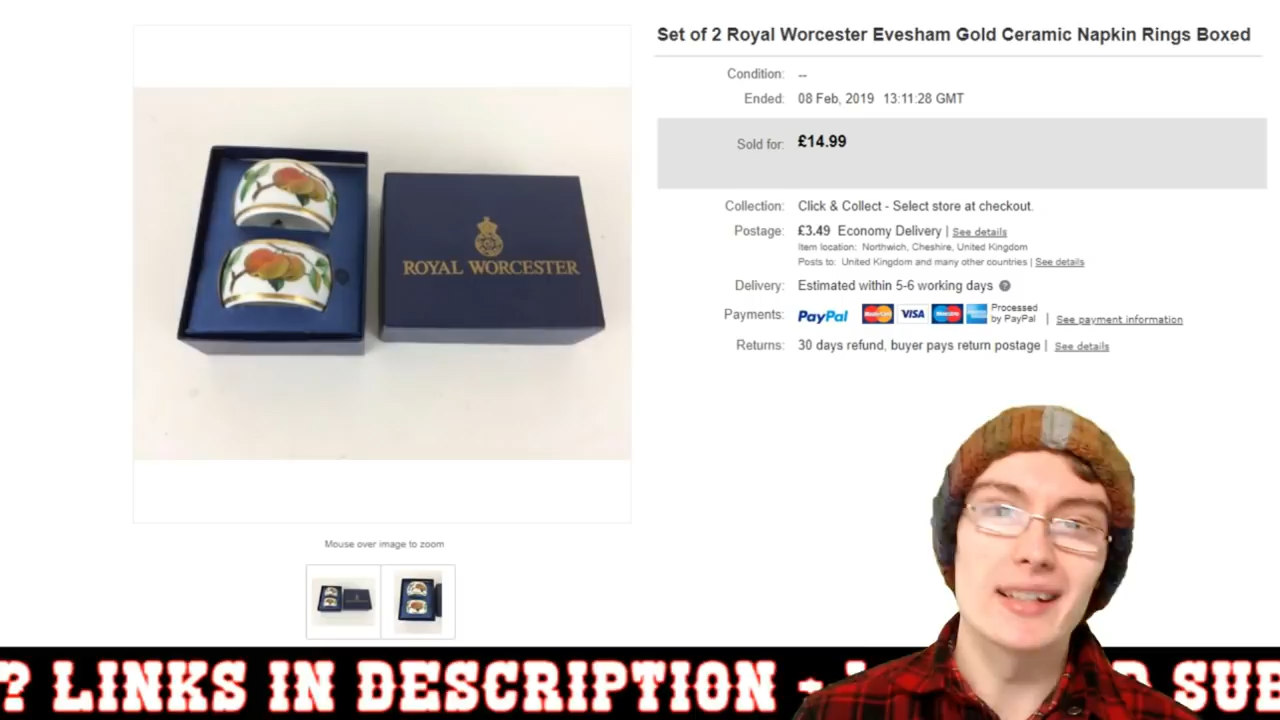 Set of 2 Royal Worcester Evesham Gold Ceramic Napkin Rings Boxed
Condition: --
Ended: 08 Feb, 2019 13:11:28 GMT
Sold for: £14.99
Collection: Click & Collect - Select store at checkout.
Postage: £3.49 Economy Delivery | See details
Item location: Northwich, Cheshire, United Kingdom
Posts to: United Kingdom and many other countries | See details
Delivery: Estimated within 5-6 working days ?
Payments: PayPal MasterCard VISA Maestro Processed by PayPal | See payment information
Returns: 30 days refund, buyer pays return postage | See details
ROYAL WORCESTER
Mouse over image to zoom
? LINKS IN DESCRIPTION - SUB